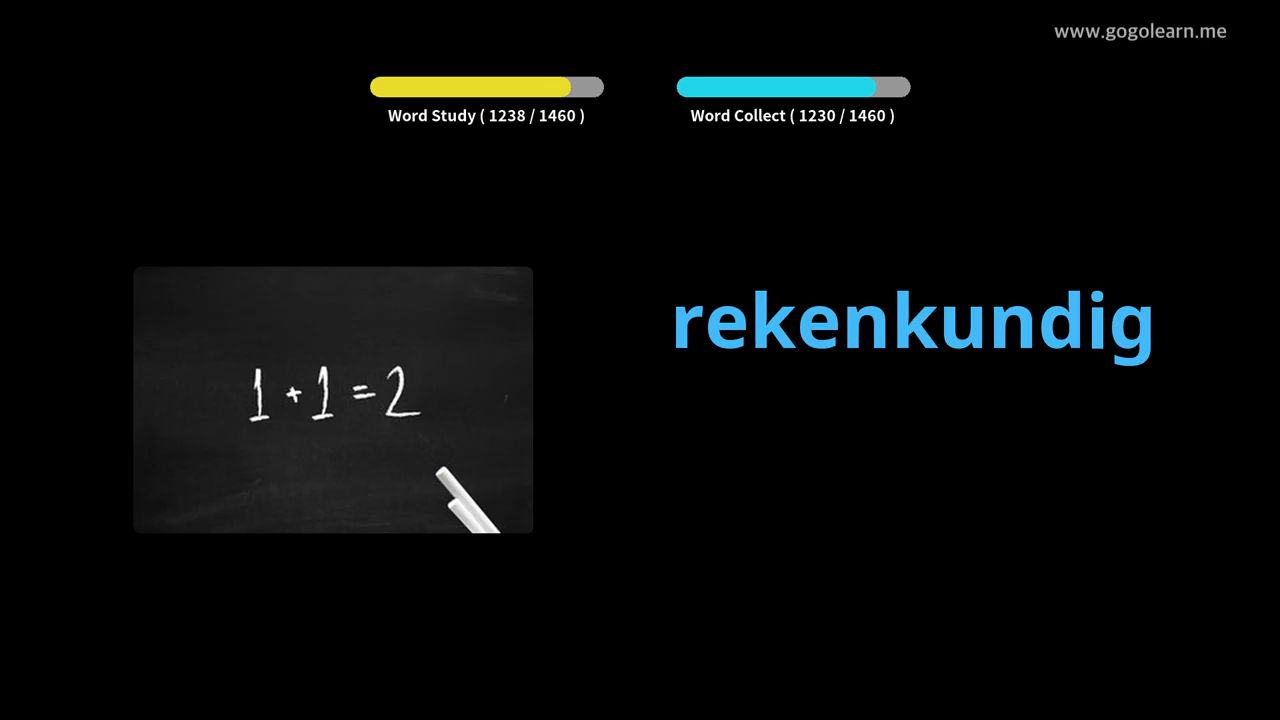 www.gogolearn.me
Word Study ( 1238 / 1460 )
Word Collect ( 1230 / 1460 )
rekenkundig
1 + 1 = 2